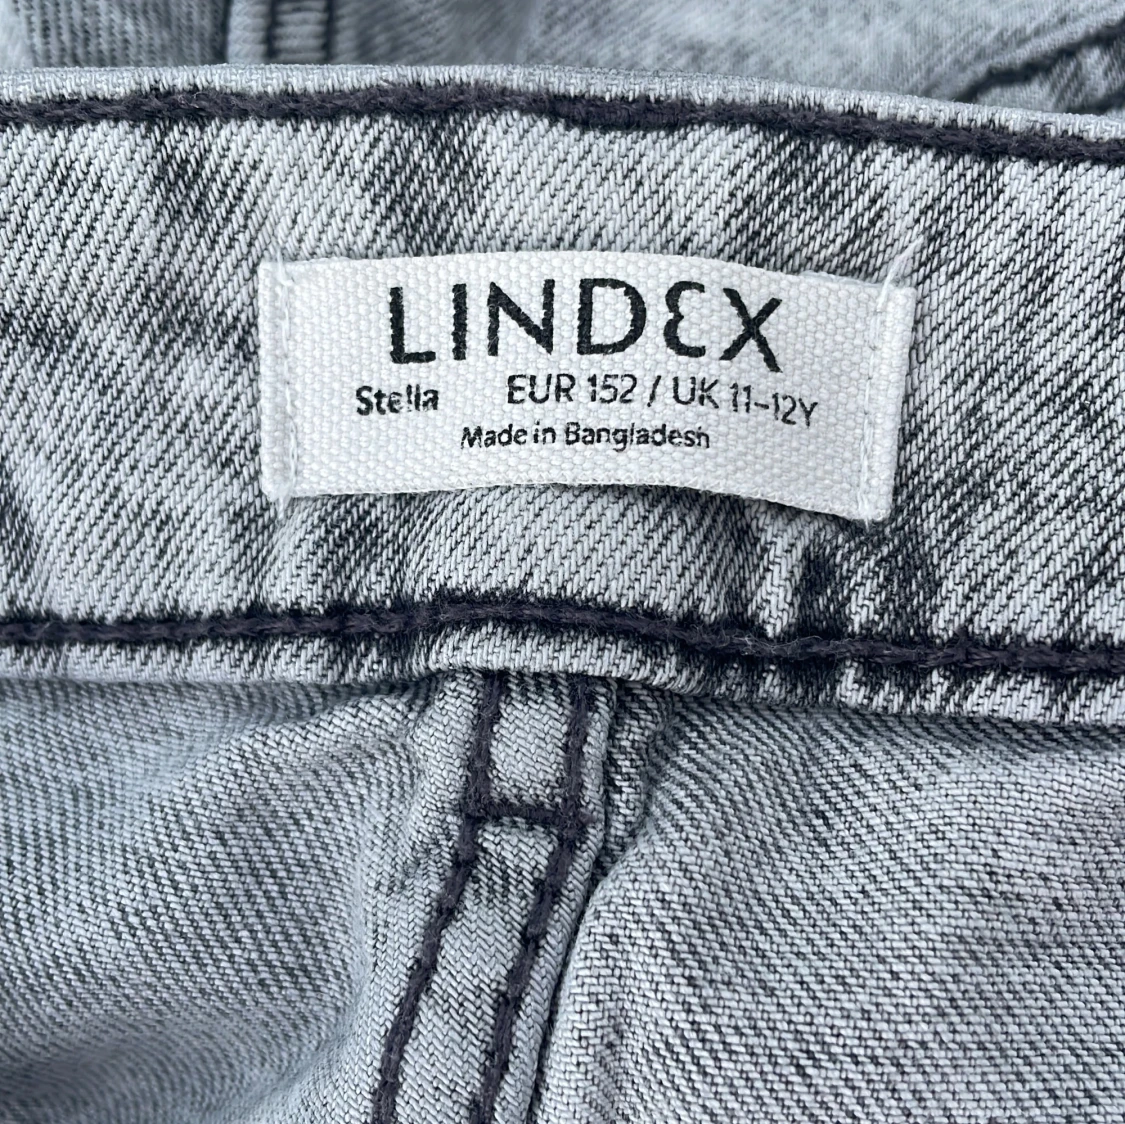 LINDEX
Stella EUR 152 / UK 11-12Y
Made in Bangladesh